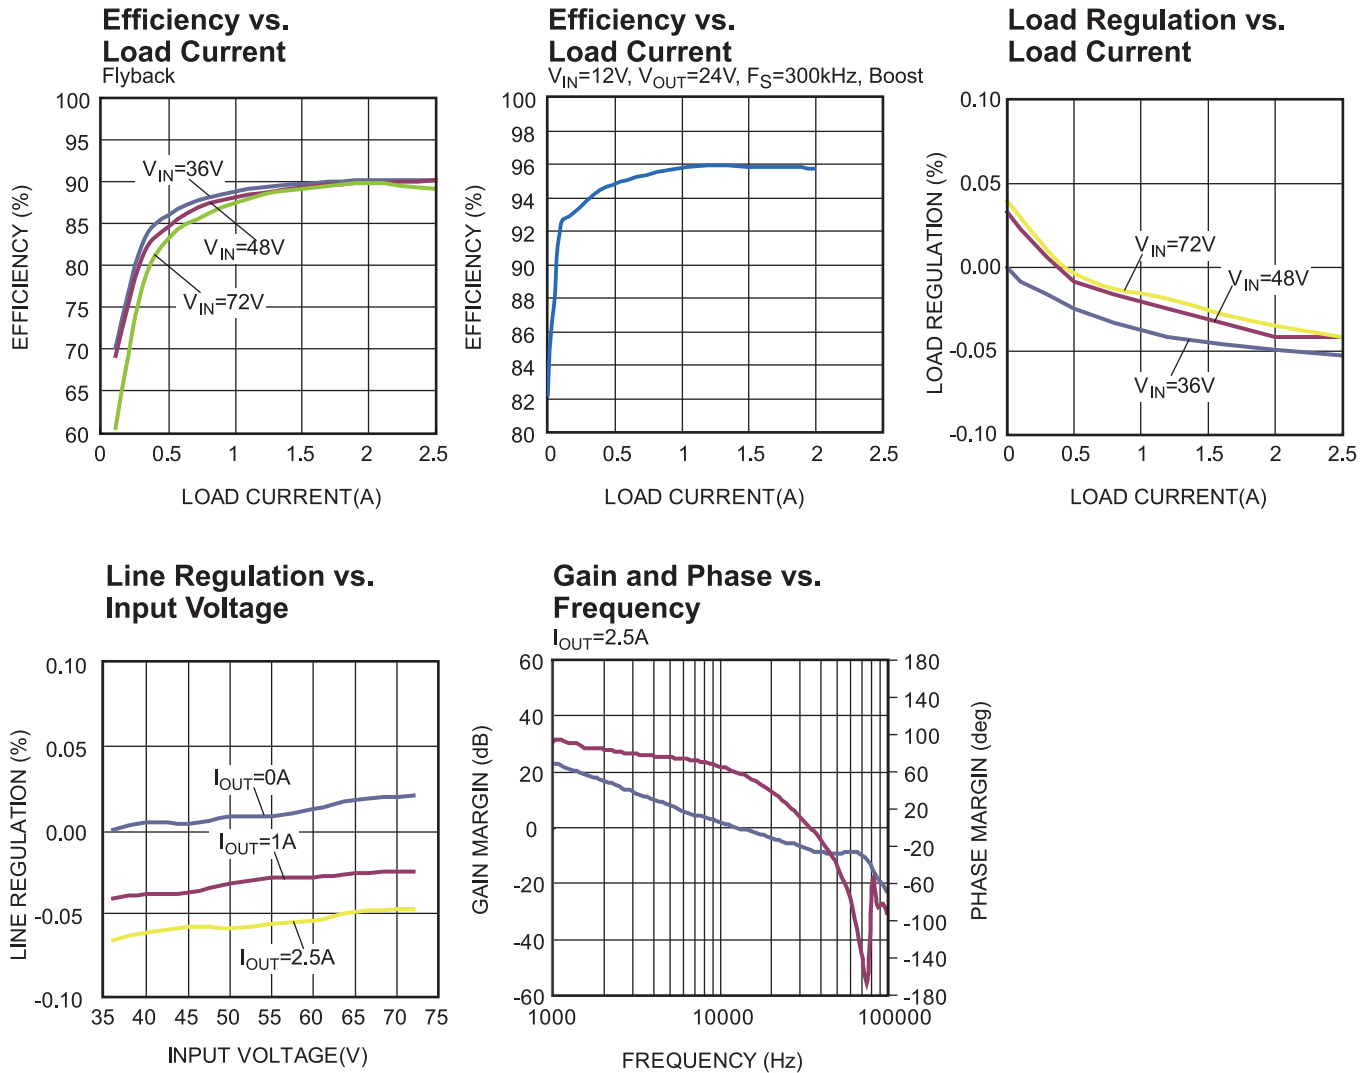 Efficiency vs.
Load Current
Flyback
100
95
90
85
80
75
70
65
60
0 0.5 1 1.5 2 2.5
EFFICIENCY (%)
LOAD CURRENT(A)
VIN=36V
VIN=48V
VIN=72V
Efficiency vs.
Load Current
VIN=12V, VOUT=24V, FS=300kHz, Boost
100
98
96
94
92
90
88
86
84
82
80
0 0.5 1 1.5 2 2.5
EFFICIENCY (%)
LOAD CURRENT(A)
Load Regulation vs.
Load Current
0.10
0.05
0.00
-0.05
-0.10
0 0.5 1 1.5 2 2.5
LOAD REGULATION (%)
LOAD CURRENT(A)
VIN=72V
VIN=48V
VIN=36V
Line Regulation vs.
Input Voltage
0.10
0.05
0.00
-0.05
-0.10
35 40 45 50 55 60 65 70 75
LINE REGULATION (%)
INPUT VOLTAGE(V)
IOUT=0A
IOUT=1A
IOUT=2.5A
Gain and Phase vs.
Frequency
IOUT=2.5A
60
40
20
0
-20
-40
-60
180
140
100
60
20
-20
-60
-100
-140
-180
1000 10000 100000
GAIN MARGIN (dB)
PHASE MARGIN (deg)
FREQUENCY (Hz)